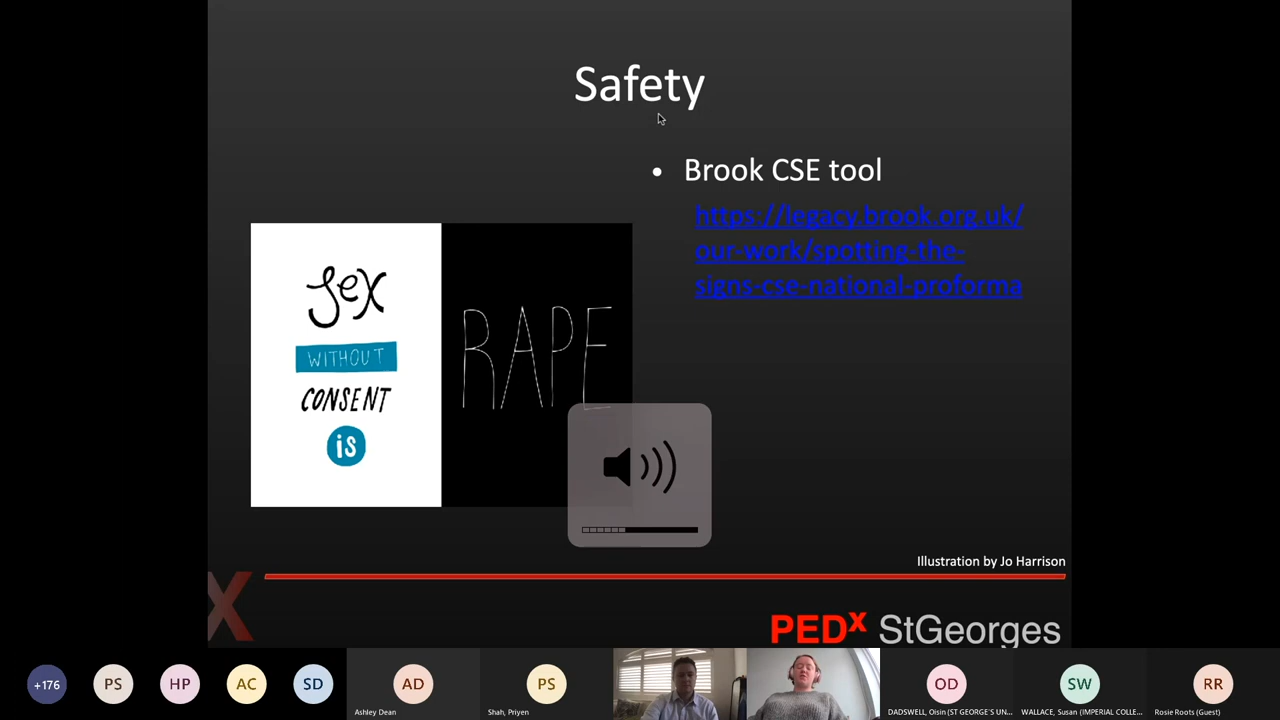 Safety
• Brook CSE tool
https://legacy.brook.org.uk/
our-work/spotting-the-
signs-cse-national-proforma
Sex
WITHOUT
CONSENT
is
RAPE
Illustration by Jo Harrison
X
PEDX StGeorges
+176
PS
HP
AC
SD
AD
Ashley Dean
PS
Shah, Priyen
OD
DADSWELL, Oisin (ST GEORGE'S UN...
SW
WALLACE, Susan (IMPERIAL COLLE...
RR
Rosie Roots (Guest)